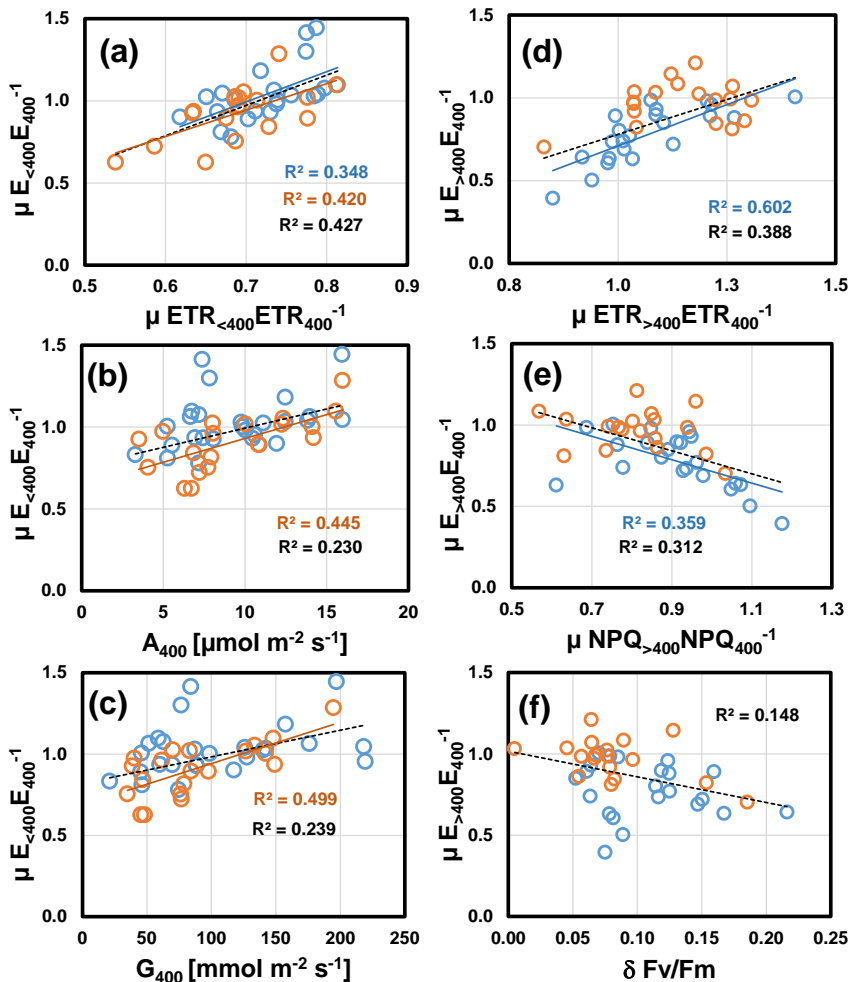 (a)
μ E<400E400⁻¹
1.5
1.0
0.5
0.0
R² = 0.348
R² = 0.420
R² = 0.427
0.5 0.6 0.7 0.8 0.9
μ ETR<400ETR400⁻¹
(d)
μ E>400E400⁻¹
1.5
1.0
0.5
0.0
R² = 0.602
R² = 0.388
0.8 1.0 1.3 1.5
μ ETR>400ETR400⁻¹
(b)
μ E<400E400⁻¹
1.5
1.0
0.5
0.0
R² = 0.445
R² = 0.230
0 5 10 15 20
A400 [μmol m⁻² s⁻¹]
(e)
μ E>400E400⁻¹
1.5
1.0
0.5
0.0
R² = 0.359
R² = 0.312
0.5 0.7 0.9 1.1 1.3
μ NPQ>400NPQ400⁻¹
(c)
μ E<400E400⁻¹
1.5
1.0
0.5
0.0
R² = 0.499
R² = 0.239
0 50 100 150 200 250
G400 [mmol m⁻² s⁻¹]
(f)
μ E>400E400⁻¹
1.5
1.0
0.5
0.0
R² = 0.148
0.00 0.05 0.10 0.15 0.20 0.25
δ Fv/Fm